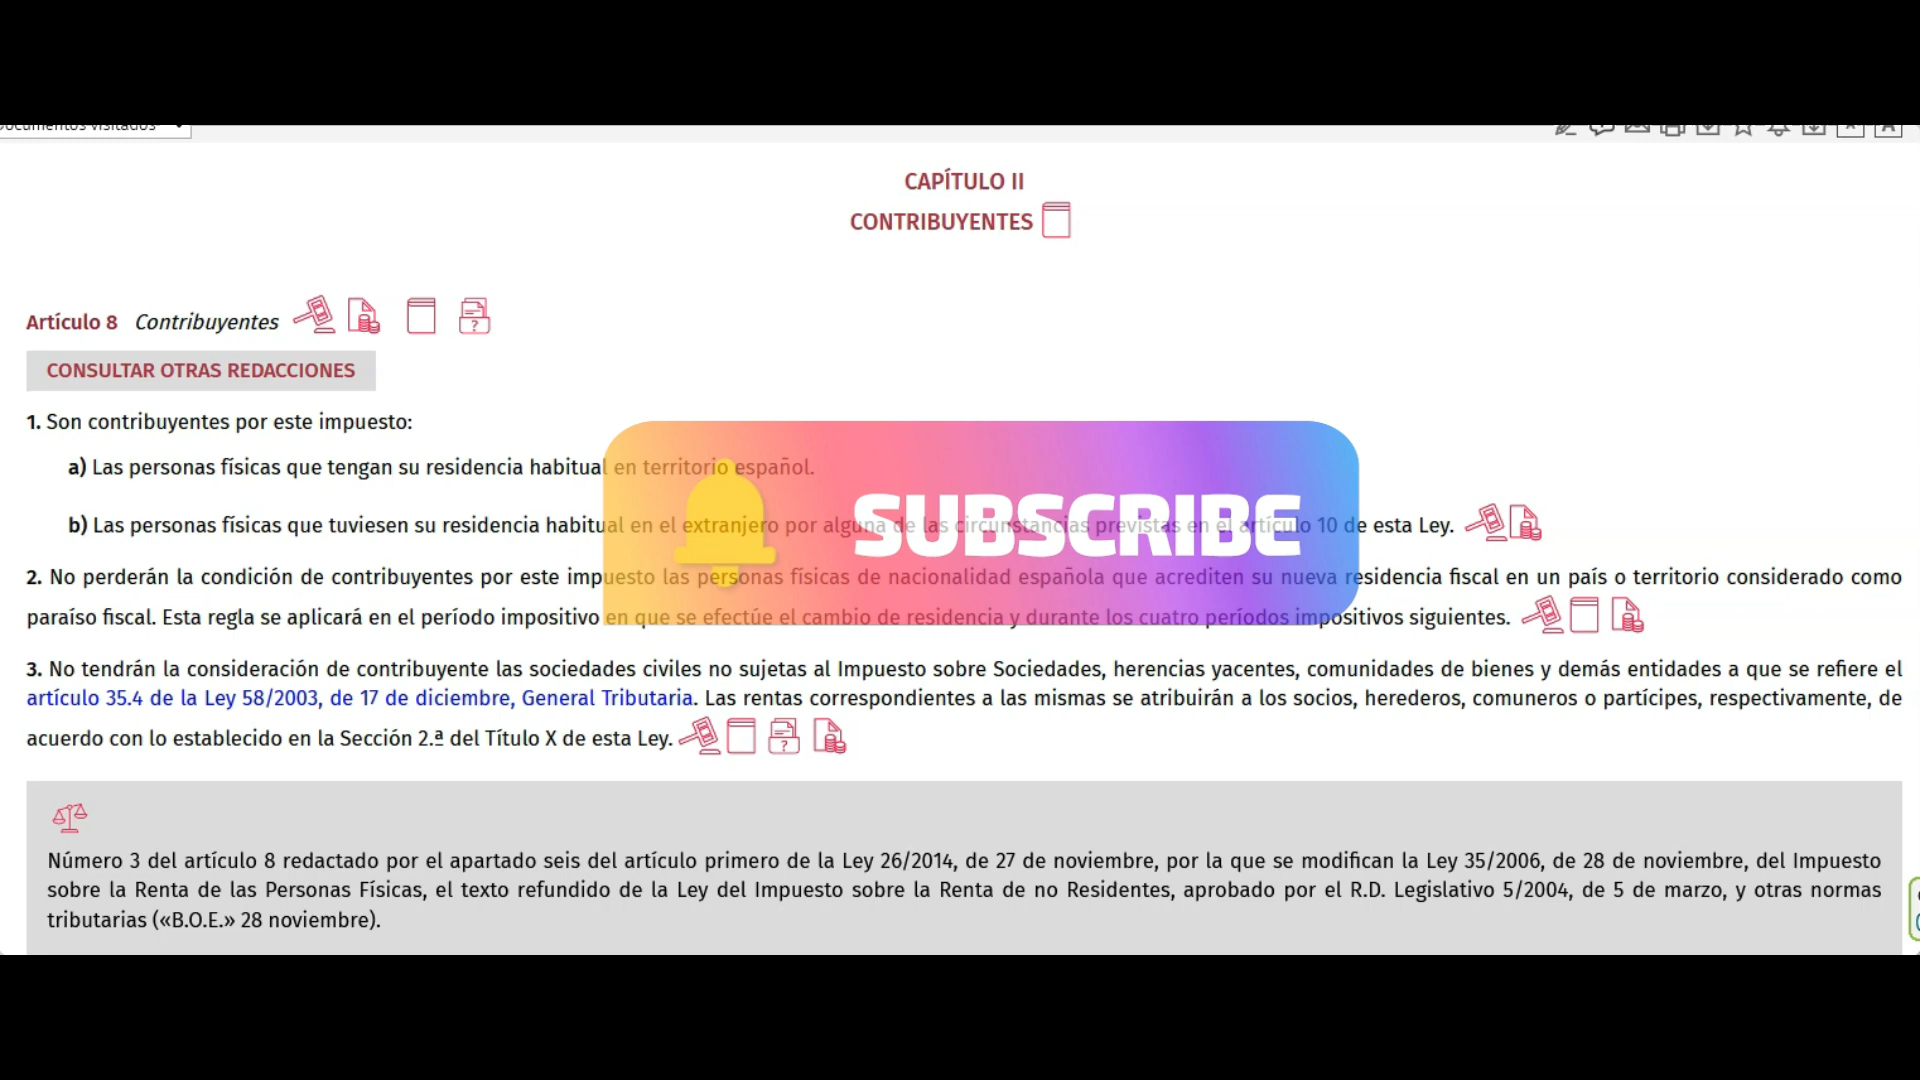 Documentos visitados
CAPÍTULO II
CONTRIBUYENTES
Artículo 8 Contribuyentes
CONSULTAR OTRAS REDACCIONES
1. Son contribuyentes por este impuesto:
a) Las personas físicas que tengan su residencia habitual en territorio español.
b) Las personas físicas que tuviesen su residencia habitual en el extranjero por alguna de las circunstancias previstas en el artículo 10 de esta Ley.
SUBSCRIBE
2. No perderán la condición de contribuyentes por este impuesto las personas físicas de nacionalidad española que acrediten su nueva residencia fiscal en un país o territorio considerado como
paraíso fiscal. Esta regla se aplicará en el período impositivo en que se efectúe el cambio de residencia y durante los cuatro períodos impositivos siguientes.
3. No tendrán la consideración de contribuyente las sociedades civiles no sujetas al Impuesto sobre Sociedades, herencias yacentes, comunidades de bienes y demás entidades a que se refiere el
artículo 35.4 de la Ley 58/2003, de 17 de diciembre, General Tributaria. Las rentas correspondientes a las mismas se atribuirán a los socios, herederos, comuneros o partícipes, respectivamente, de
acuerdo con lo establecido en la Sección 2.ª del Título X de esta Ley.
Número 3 del artículo 8 redactado por el apartado seis del artículo primero de la Ley 26/2014, de 27 de noviembre, por la que se modifican la Ley 35/2006, de 28 de noviembre, del Impuesto
sobre la Renta de las Personas Físicas, el texto refundido de la Ley del Impuesto sobre la Renta de no Residentes, aprobado por el R.D. Legislativo 5/2004, de 5 de marzo, y otras normas
tributarias («B.O.E.» 28 noviembre).